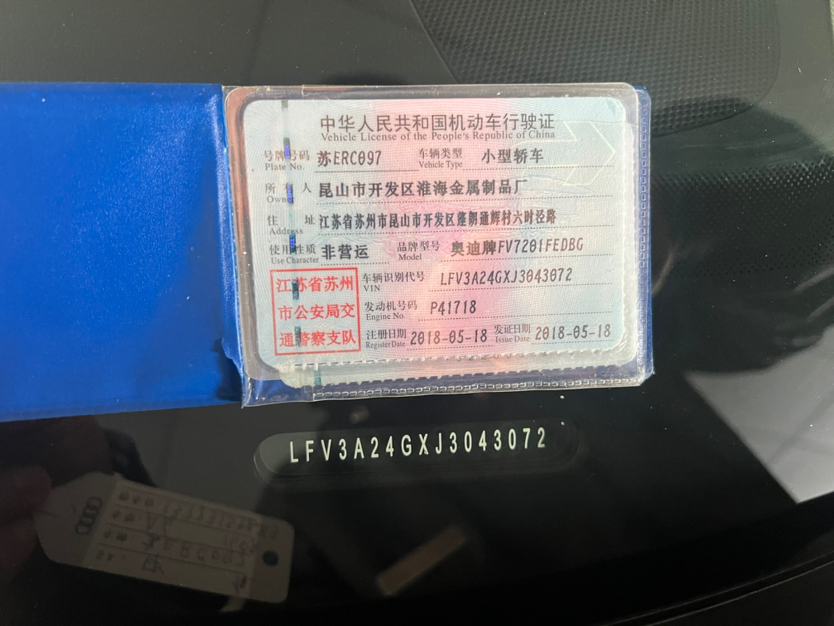 中华人民共和国机动车行驶证
Vehicle License of the People's Republic of China
号牌号码 苏ERC097 车辆类型 小型轿车
Plate No. Vehicle Type
所有人 昆山市开发区淮海金属制品厂
Owner
住址 江苏省苏州市昆山市开发区蓬朗通辉村六时泾路
Address
使用性质 非营运 品牌型号 奥迪牌FV7201FEDBG
Use Character Model
江苏省苏州
市公安局交
通警察支队
车辆识别代号 LFV3A24GXJ3043072
VIN
发动机号码 P41718
Engine No.
注册日期 2018-05-18 发证日期 2018-05-18
Register Date Issue Date
LFV3A24GXJ3043072